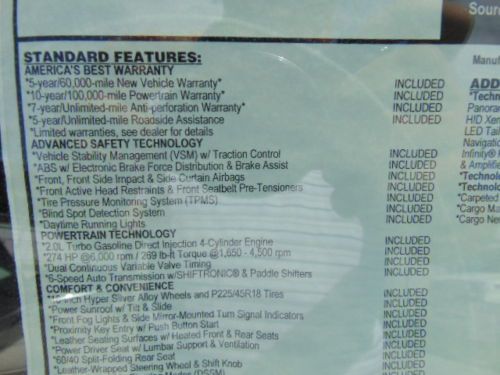 Sour
STANDARD FEATURES:
AMERICA'S BEST WARRANTY
*5-year/60,000-mile New Vehicle Warranty* INCLUDED
*10-year/100,000-mile Powertrain Warranty* INCLUDED
*7-year/Unlimited-mile Anti-perforation Warranty* INCLUDED
*5-year/Unlimited-mile Roadside Assistance INCLUDED
*Limited warranties, see dealer for details
ADVANCED SAFETY TECHNOLOGY
*Vehicle Stability Management (VSM) w/ Traction Control INCLUDED
*ABS w/ Electronic Brake Force Distribution & Brake Assist INCLUDED
*Front, Front Side Impact & Side Curtain Airbags INCLUDED
*Front Active Head Restraints & Front Seatbelt Pre-Tensioners INCLUDED
*Tire Pressure Monitoring System (TPMS) INCLUDED
*Blind Spot Detection System INCLUDED
*Daytime Running Lights INCLUDED
POWERTRAIN TECHNOLOGY
*2.0L Turbo Gasoline Direct Injection 4-Cylinder Engine INCLUDED
*274 HP @6,000 rpm / 269 lb-ft Torque @1,650 - 4,500 rpm INCLUDED
*Dual Continuous Variable Valve Timing INCLUDED
*6-Speed Auto Transmission w/SHIFTRONIC® & Paddle Shifters INCLUDED
COMFORT & CONVENIENCE
Hyper Silver Alloy Wheels and P225/45R18 Tires INCLUDED
*Power Sunroof w/ Tilt & Slide INCLUDED
*Front Fog Lights & Side Mirror-Mounted Turn Signal Indicators INCLUDED
*Proximity Key Entry w/ Push Button Start INCLUDED
*Leather Seating Surfaces w/ Heated Front & Rear Seats INCLUDED
*Power Driver Seat w/ Lumbar Support & Ventilation INCLUDED
*60/40 Split-Folding Rear Seat INCLUDED
*Leather-Wrapped Steering Wheel & Shift Knob INCLUDED
(DSSM) INCLUDED
Manuf
ADD
*Techn
Panoran
HID Xen
LED Tail
Navigatio
Infinity®
& Amplifie
*Technol
*Technol
*Carpeted
*Cargo Ma
*Cargo Ne